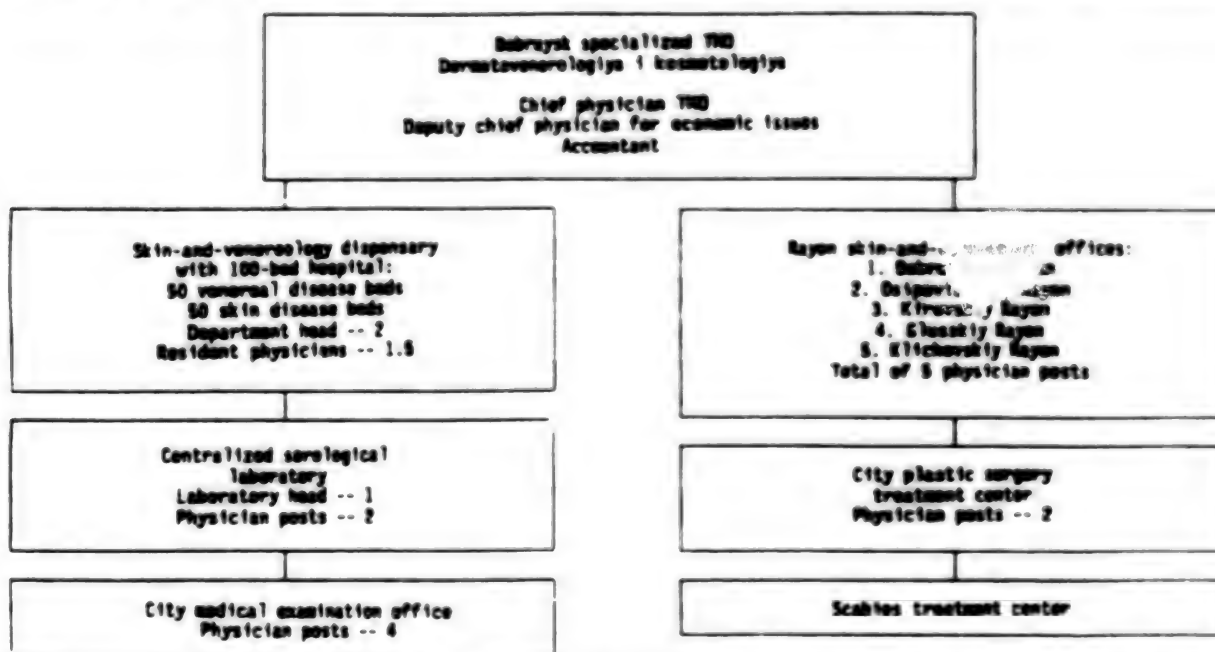 Bobruysk specialized TMO
Dermatovenerologiya i kosmetologiya
Chief physician TMO
Deputy chief physician for economic issues
Accountant
Skin-and-venereology dispensary
with 100-bed hospital:
50 venereal disease beds
50 skin disease beds
Department head -- 2
Resident physicians -- 1.5
Centralized serological
laboratory
Laboratory head -- 1
Physician posts -- 2
City medical examination office
Physician posts -- 4
Rayon skin-and- offices:
1.
2.
3. Kirovskiy Rayon
4. Glusskiy Rayon
5. Klichevskiy Rayon
Total of 5 physician posts
City plastic surgery
treatment center
Physician posts -- 2
Scabies treatment center